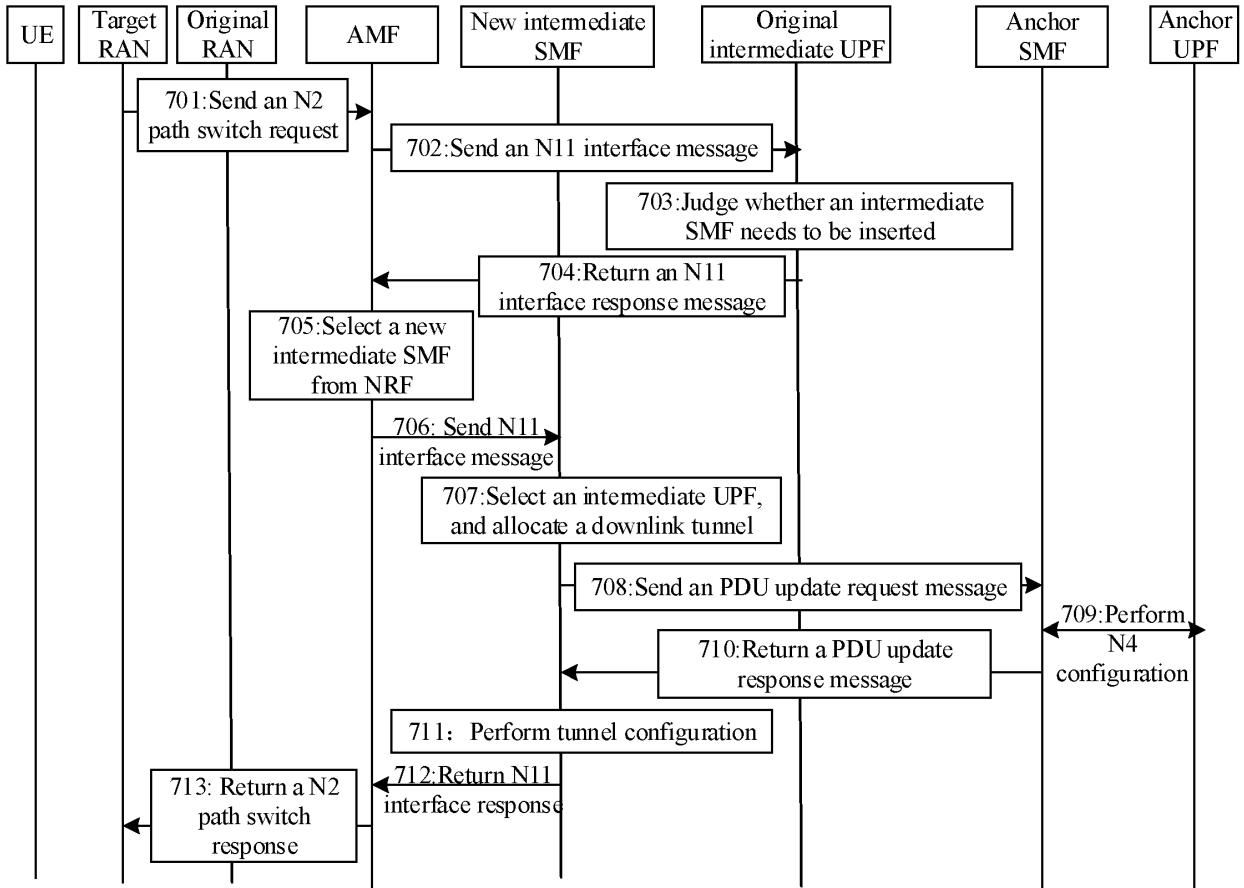 UE
Target
RAN
Original
RAN
AMF
New intermediate
SMF
Original
intermediate UPF
Anchor
SMF
Anchor
UPF
701:Send an N2
path switch request
702:Send an N11 interface message
703:Judge whether an intermediate
SMF needs to be inserted
704:Return an N11
interface response message
705:Select a new
intermediate SMF
from NRF
706: Send N11
interface message
707:Select an intermediate UPF,
and allocate a downlink tunnel
708:Send an PDU update request message
709:Perform
N4
configuration
710:Return a PDU update
response message
711：Perform tunnel configuration
712:Return N11
interface response
713: Return a N2
path switch
response